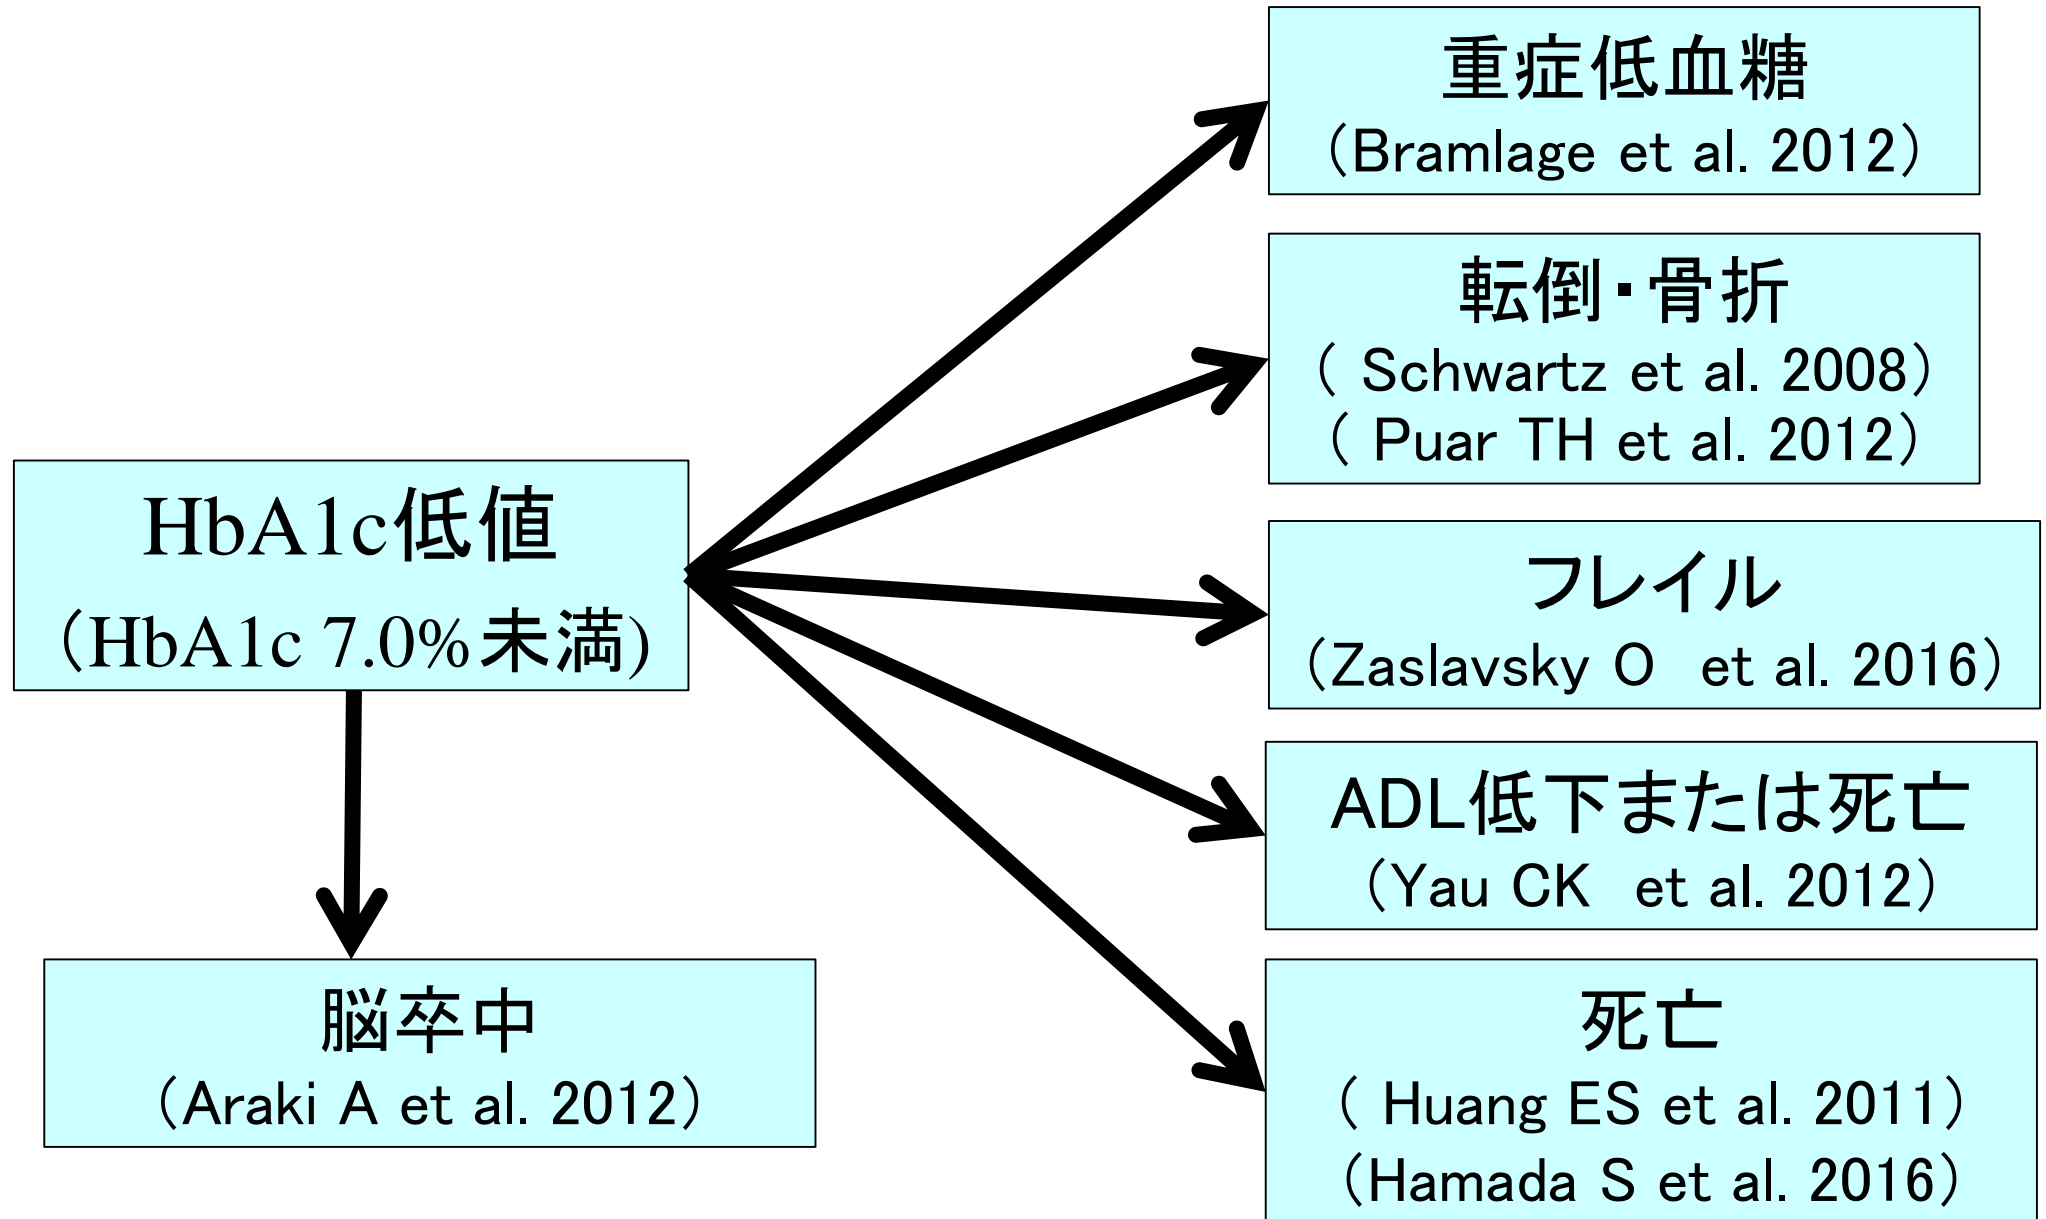 重症低血糖
（Bramlage et al. 2012）
転倒・骨折
（ Schwartz et al. 2008）
（ Puar TH et al. 2012）
HbA1c低値
（HbA1c 7.0%未満)
フレイル
（Zaslavsky O  et al. 2016）
ADL低下または死亡
（Yau CK  et al. 2012）
脳卒中
（Araki A et al. 2012）
死亡
（ Huang ES et al. 2011）
（Hamada S et al. 2016）